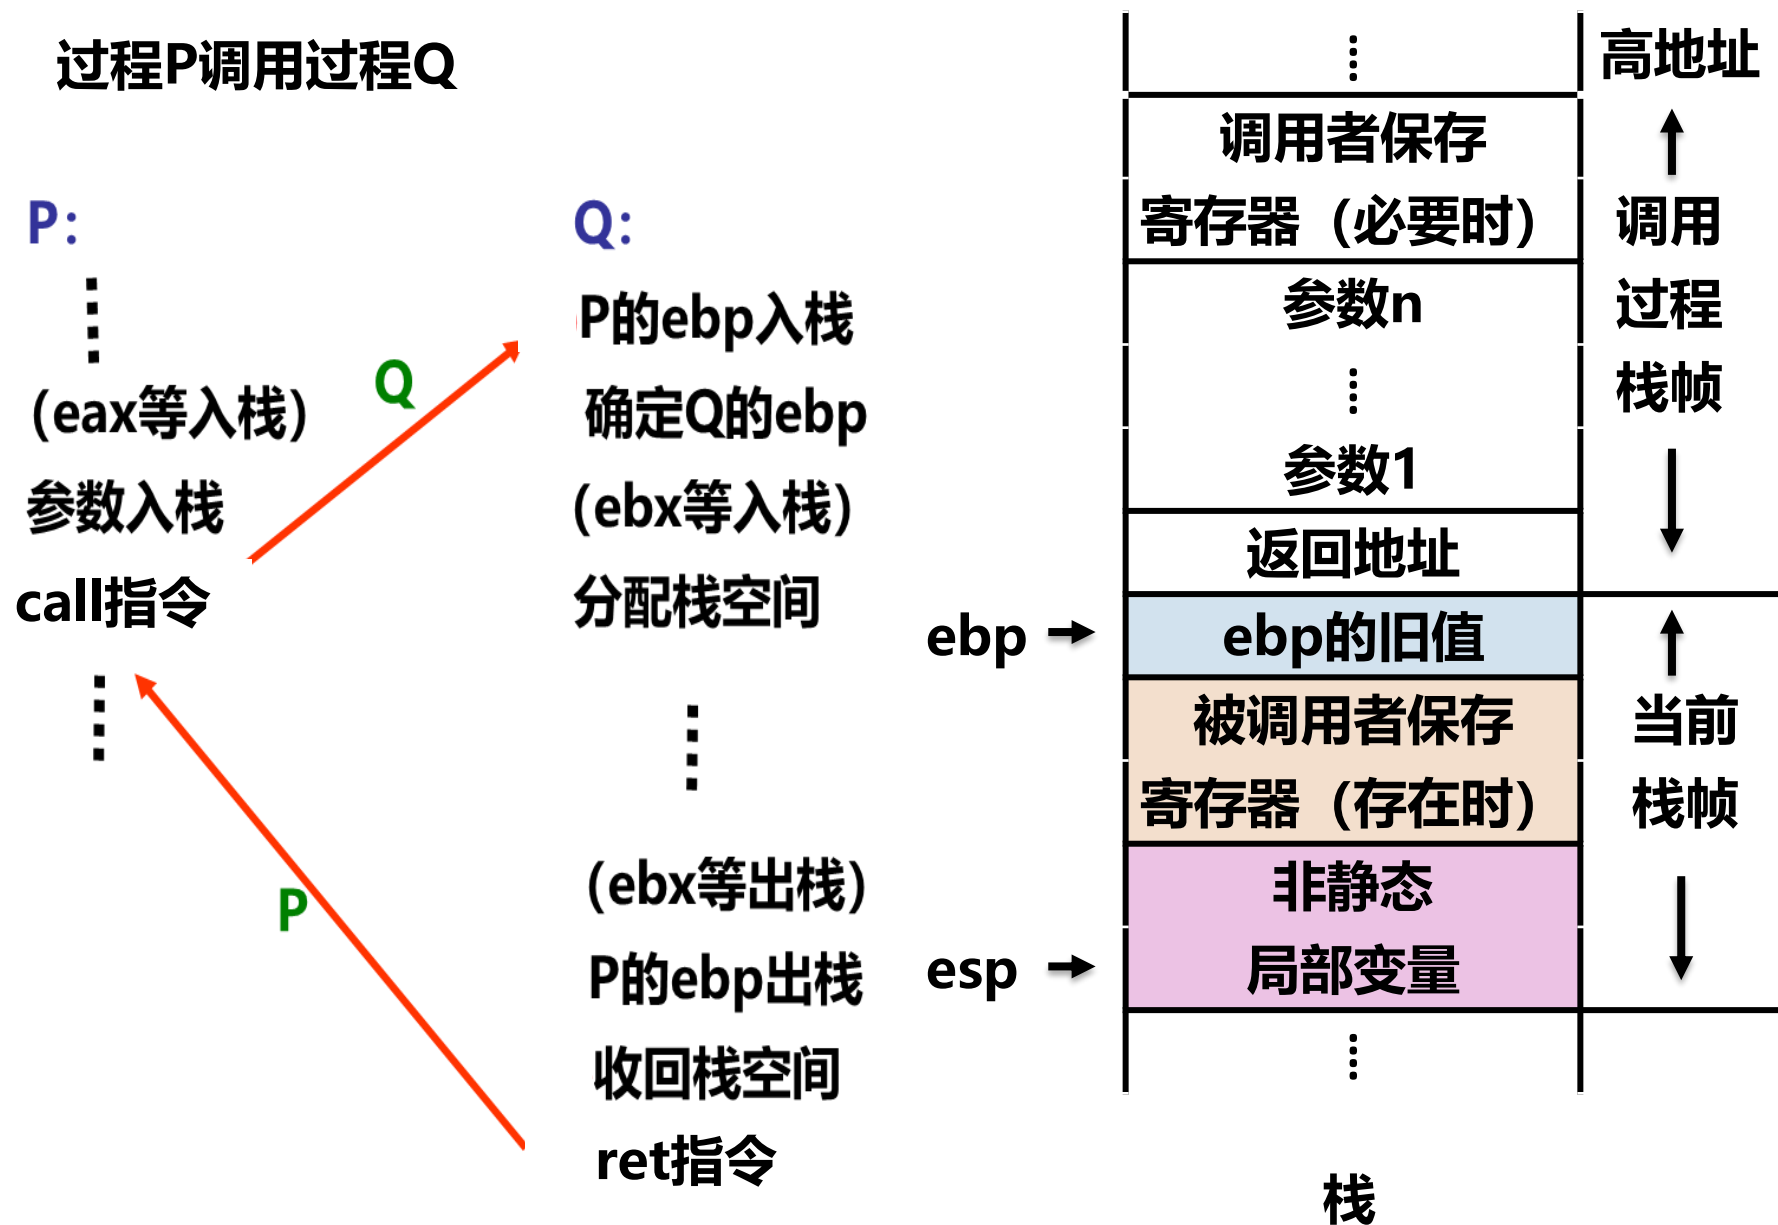 过程P调用过程Q
P:
(eax等入栈)
参数入栈
call指令
Q
P
Q:
P的ebp入栈
确定Q的ebp
(ebx等入栈)
分配栈空间
(ebx等出栈)
P的ebp出栈
收回栈空间
ret指令
ebp
esp
调用者保存
寄存器（必要时）
参数n
参数1
返回地址
ebp的旧值
被调用者保存
寄存器（存在时）
非静态
局部变量
栈
高地址
调用
过程
栈帧
当前
栈帧